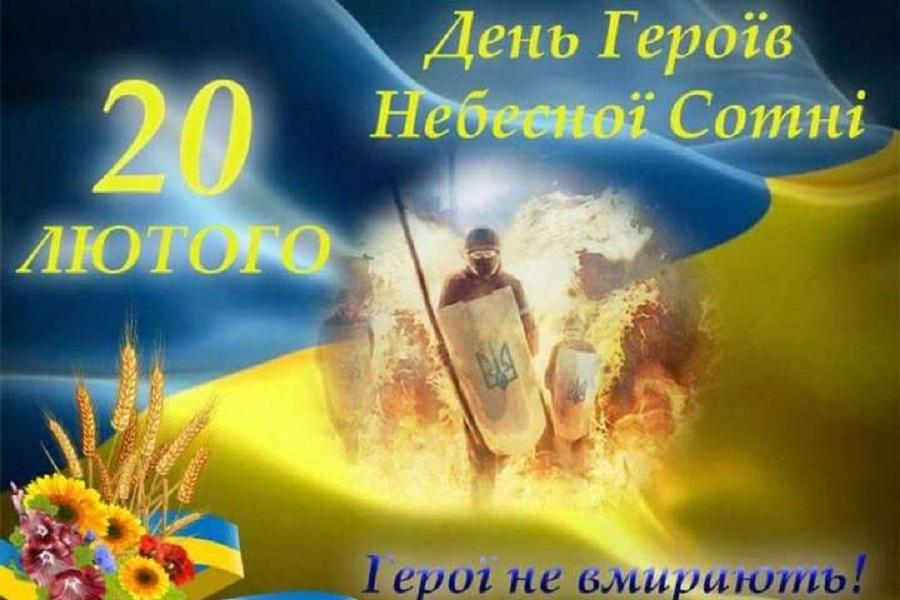 День Героїв
Небесної Сотні
20
ЛЮТОГО
Герої не вмирають!